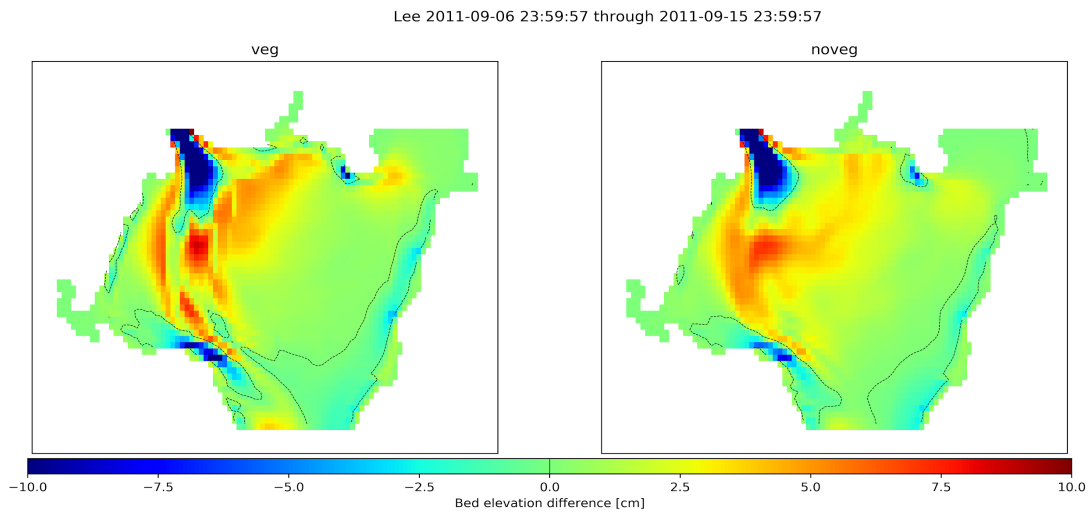 Lee 2011-09-06 23:59:57 through 2011-09-15 23:59:57
veg
noveg
−10.0 −7.5 −5.0 −2.5 0.0 2.5 5.0 7.5 10.0
Bed elevation difference [cm]